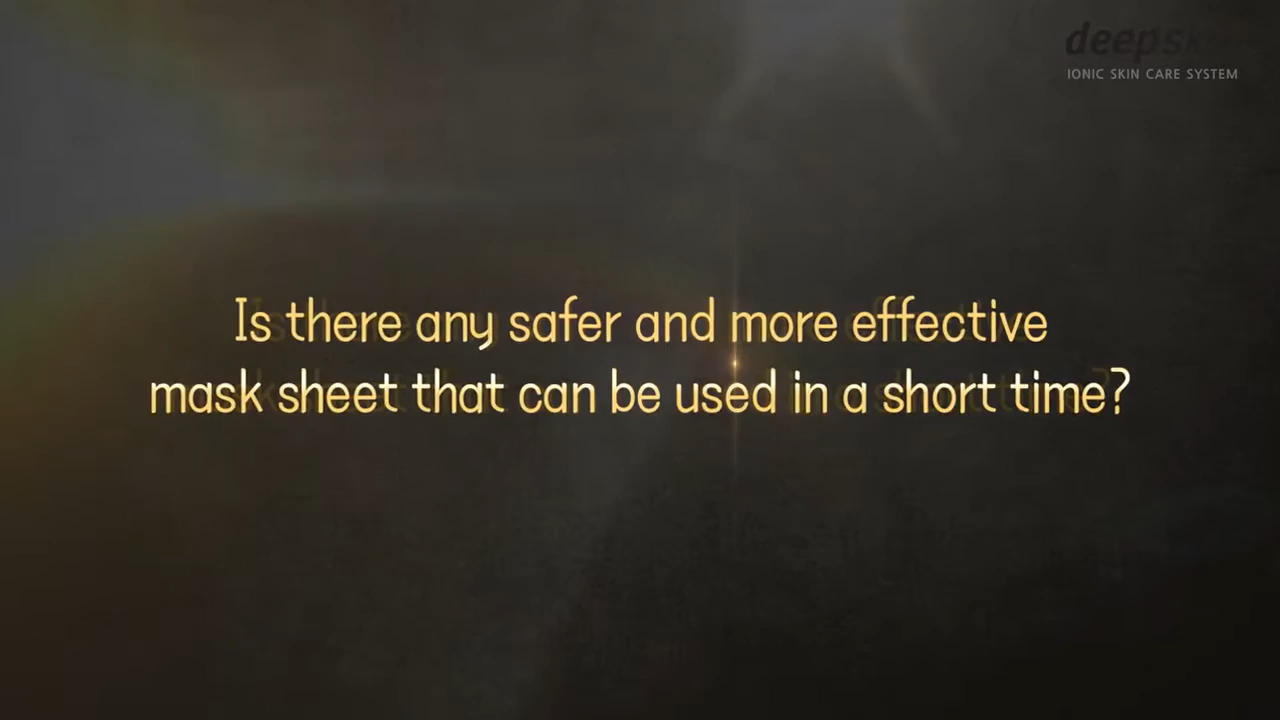 IONIC SKIN CARE SYSTEM
Is there any safer and more effective
mask sheet that can be used in a short time?